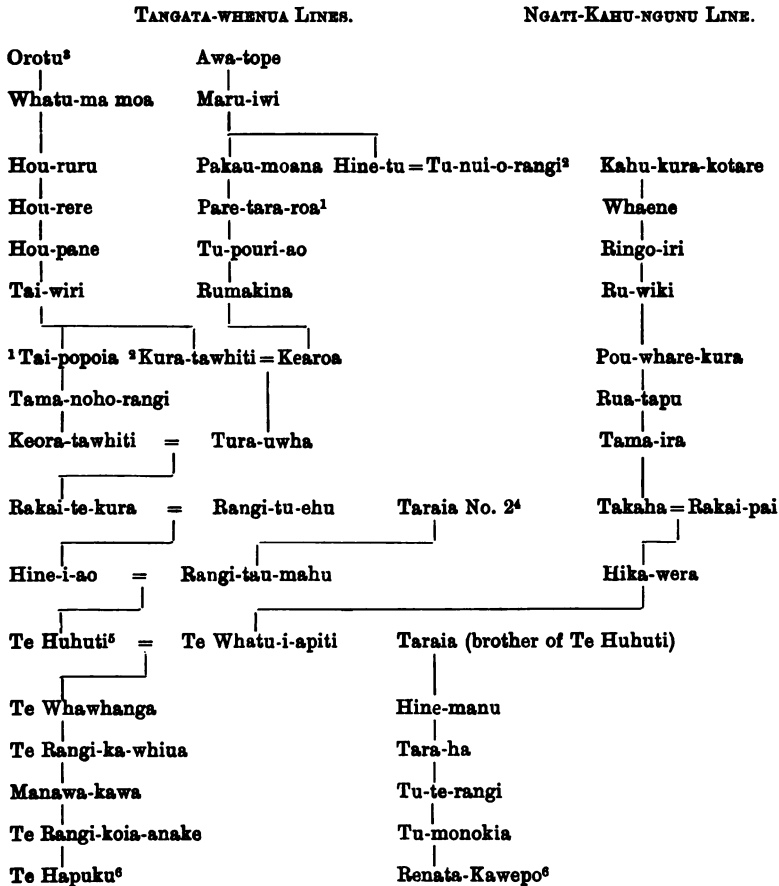 TANGATA-WHENUA LINES. NGATI-KAHU-NGUNU LINE.
Orotu³ Awa-tope
Whatu-ma moa Maru-iwi
Hou-ruru Pakau-moana Hine-tu = Tu-nui-o-rangi² Kahu-kura-kotare
Hou-rere Pare-tara-roa¹ Whaene
Hou-pane Tu-pouri-ao Ringo-iri
Tai-wiri Rumakina Ru-wiki
¹ Tai-popoia ² Kura-tawhiti = Kearoa Pou-whare-kura
Tama-noho-rangi Rua-tapu
Keora-tawhiti = Tura-uwha Tama-ira
Rakai-te-kura = Rangi-tu-ehu Taraia No. 2⁴ Takaha = Rakai-pai
Hine-i-ao = Rangi-tau-mahu Hika-wera
Te Huhuti⁵ = Te Whatu-i-apiti Taraia (brother of Te Huhuti)
Te Whawhanga Hine-manu
Te Rangi-ka-whiua Tara-ha
Manawa-kawa Tu-te-rangi
Te Rangi-koia-anake Tu-monokia
Te Hapuku⁶ Renata-Kawepo⁶